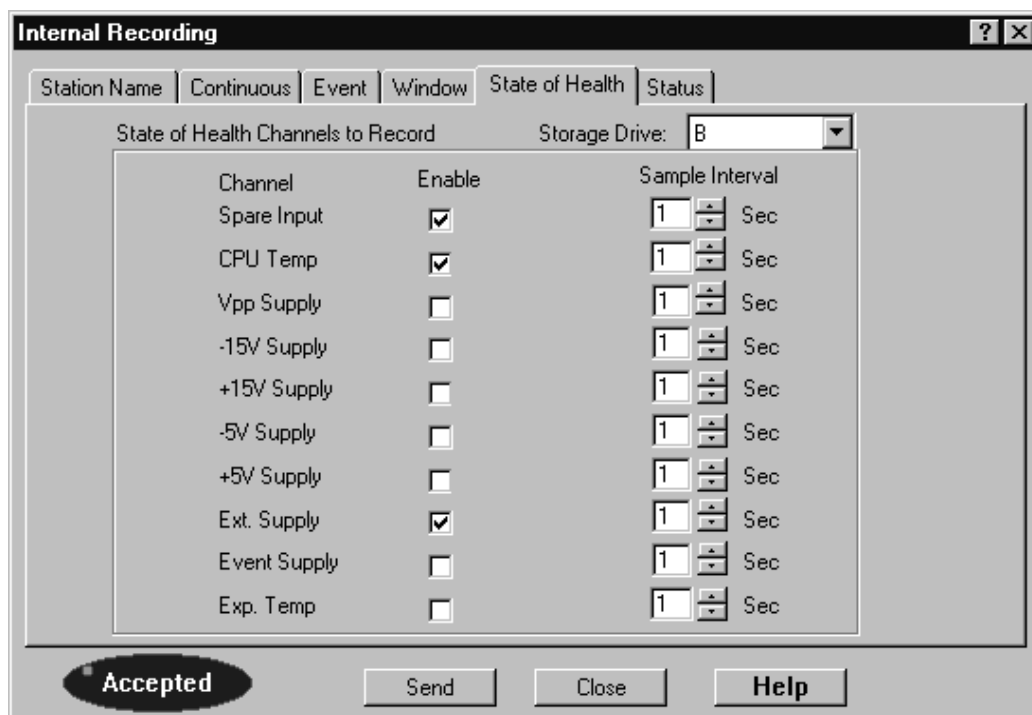 Internal Recording
Station Name Continuous Event Window State of Health Status
State of Health Channels to Record Storage Drive: B
Channel Enable Sample Interval
Spare Input 1 Sec
CPU Temp 1 Sec
Vpp Supply 1 Sec
-15V Supply 1 Sec
+15V Supply 1 Sec
-5V Supply 1 Sec
+5V Supply 1 Sec
Ext. Supply 1 Sec
Event Supply 1 Sec
Exp. Temp 1 Sec
Accepted Send Close Help